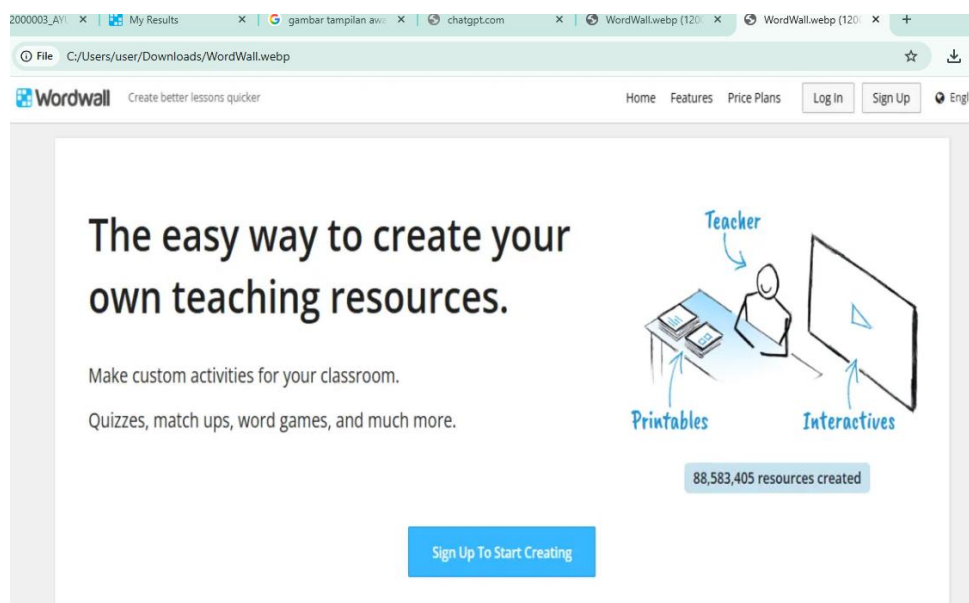 2000003_AYU
My Results
gambar tampilan awa
chatgpt.com
WordWall.webp (120
WordWall.webp (120
File C:/Users/user/Downloads/WordWall.webp
Wordwall Create better lessons quicker Home Features Price Plans Log In Sign Up Engl
The easy way to create your
own teaching resources.
Make custom activities for your classroom.
Quizzes, match ups, word games, and much more.
Teacher
Printables
Interactives
88,583,405 resources created
Sign Up To Start Creating